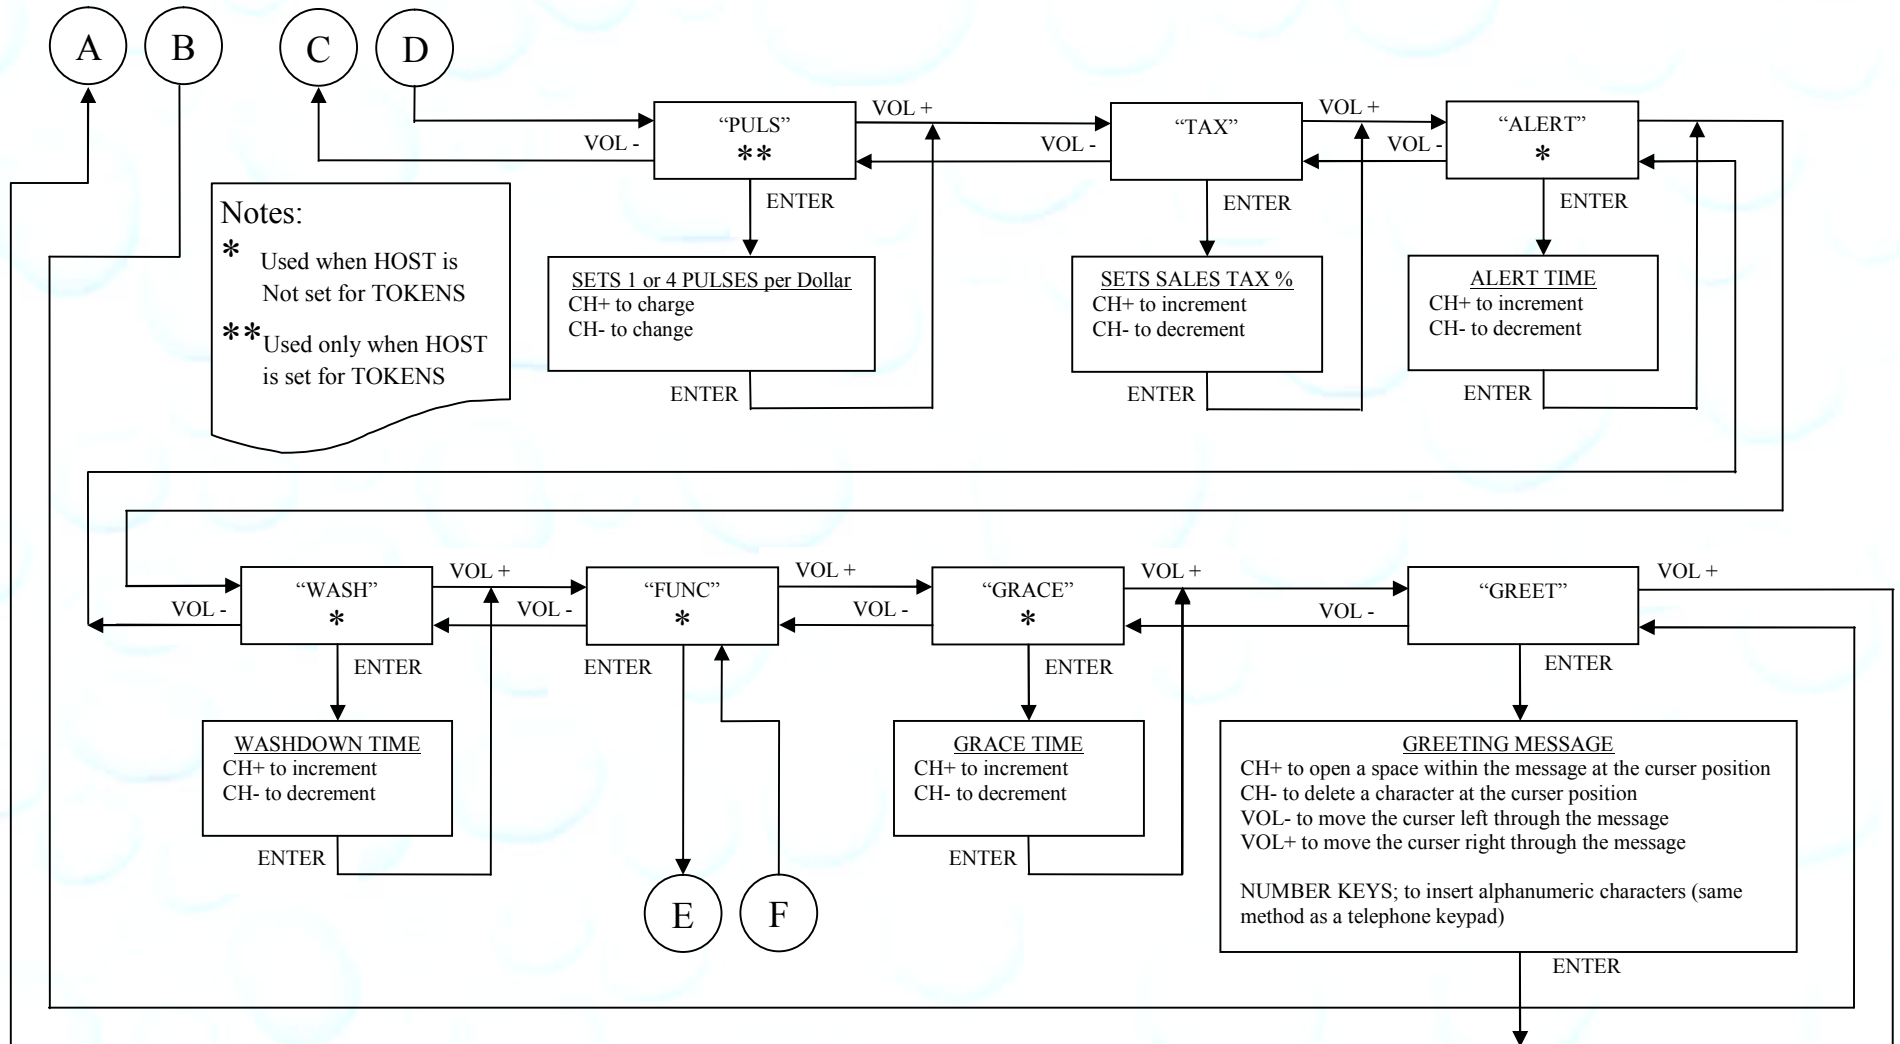 A B C D
“PULS”
**
VOL +
VOL -
“TAX”
VOL +
VOL -
“ALERT”
*
VOL -
ENTER
ENTER
ENTER
Notes:
* Used when HOST is
Not set for TOKENS
** Used only when HOST
is set for TOKENS
SETS 1 or 4 PULSES per Dollar
CH+ to charge
CH- to change
ENTER
SETS SALES TAX %
CH+ to increment
CH- to decrement
ENTER
ALERT TIME
CH+ to increment
CH- to decrement
ENTER
“WASH”
*
VOL +
VOL -
“FUNC”
*
VOL +
VOL -
“GRACE”
*
VOL +
VOL -
“GREET”
VOL +
VOL -
ENTER
ENTER
ENTER
ENTER
WASHDOWN TIME
CH+ to increment
CH- to decrement
ENTER
E F
GRACE TIME
CH+ to increment
CH- to decrement
ENTER
GREETING MESSAGE
CH+ to open a space within the message at the curser position
CH- to delete a character at the curser position
VOL- to move the curser left through the message
VOL+ to move the curser right through the message
NUMBER KEYS; to insert alphanumeric characters (same
method as a telephone keypad)
ENTER